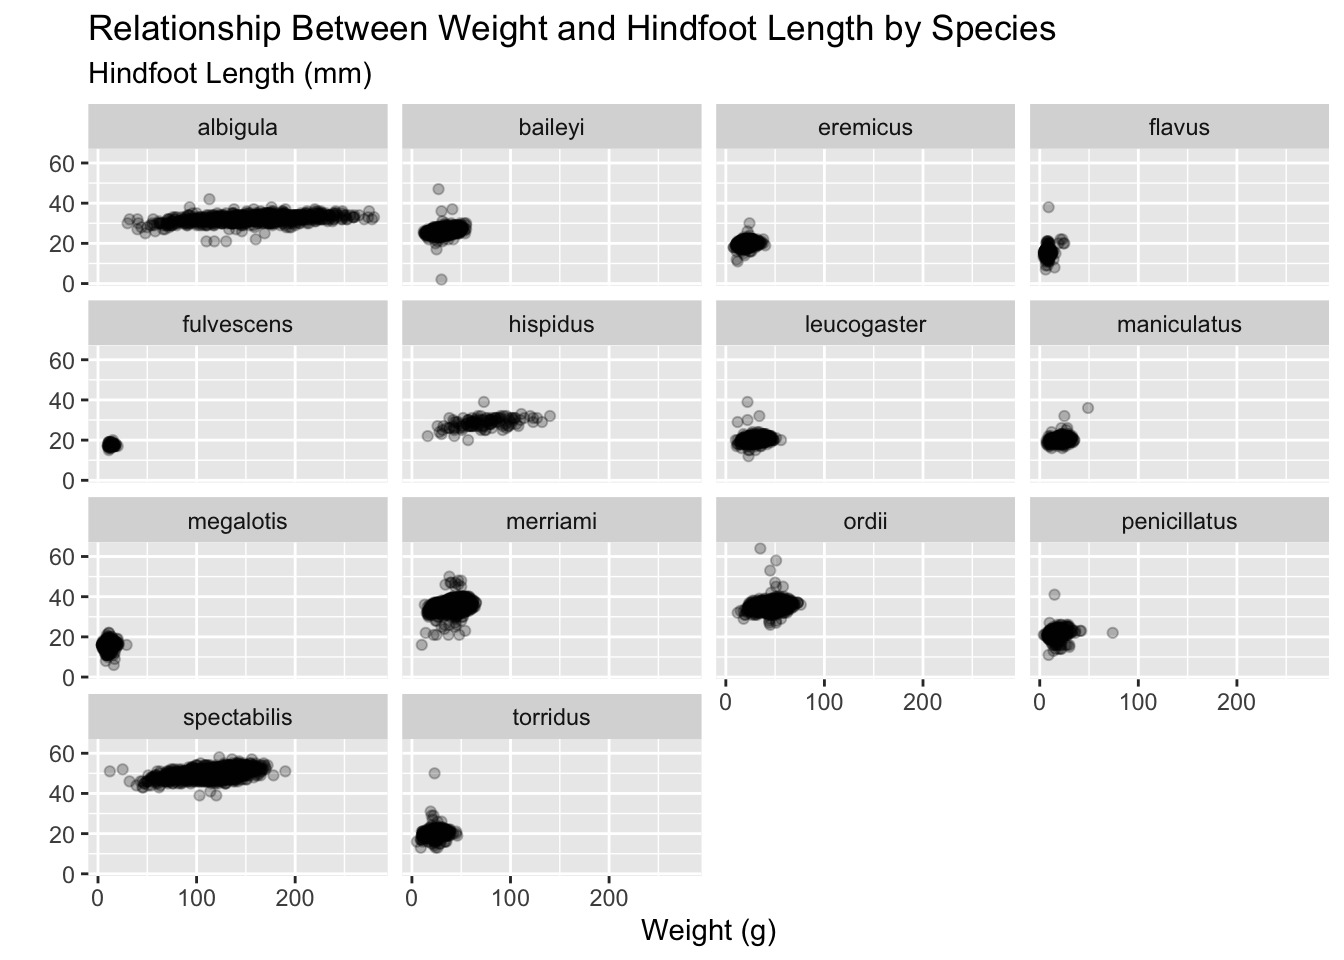 Relationship Between Weight and Hindfoot Length by Species
Hindfoot Length (mm)
albigula baileyi eremicus flavus
60
40
20
0
fulvescens hispidus leucogaster maniculatus
60
40
20
0
megalotis merriami ordii penicillatus
60
40
20
0
0 100 200 0 100 200
spectabilis torridus
60
40
20
0
0 100 200 0 100 200
Weight (g)